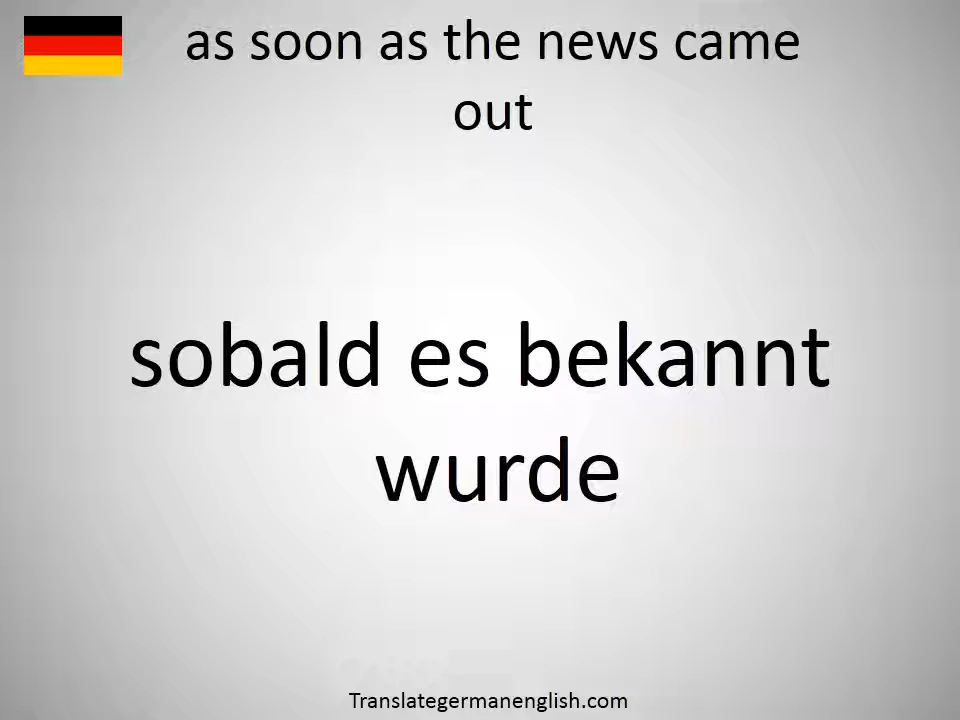 as soon as the news came
out
sobald es bekannt
wurde
Translategermanenglish.com